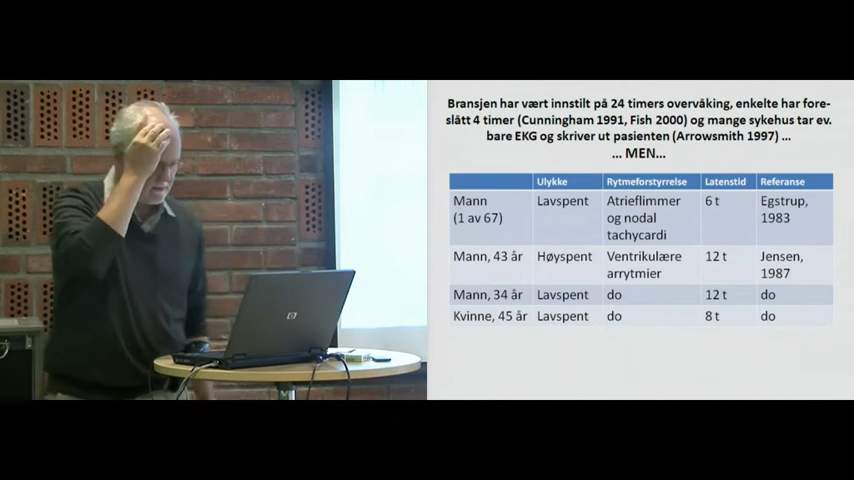 Bransjen har vært innstilt på 24 timers overvåking, enkelte har fore-
slått 4 timer (Cunningham 1991, Fish 2000) og mange sykehus tar ev.
bare EKG og skriver ut pasienten (Arrowsmith 1997) ...
... MEN...
Ulykke Rytmeforstyrrelse Latenstid Referanse
Mann (1 av 67) Lavspent Atrieflimmer og nodal tachycardi 6 t Egstrup, 1983
Mann, 43 år Høyspent Ventrikulære arrytmier 12 t Jensen, 1987
Mann, 34 år Lavspent do 12 t do
Kvinne, 45 år Lavspent do 8 t do
hp